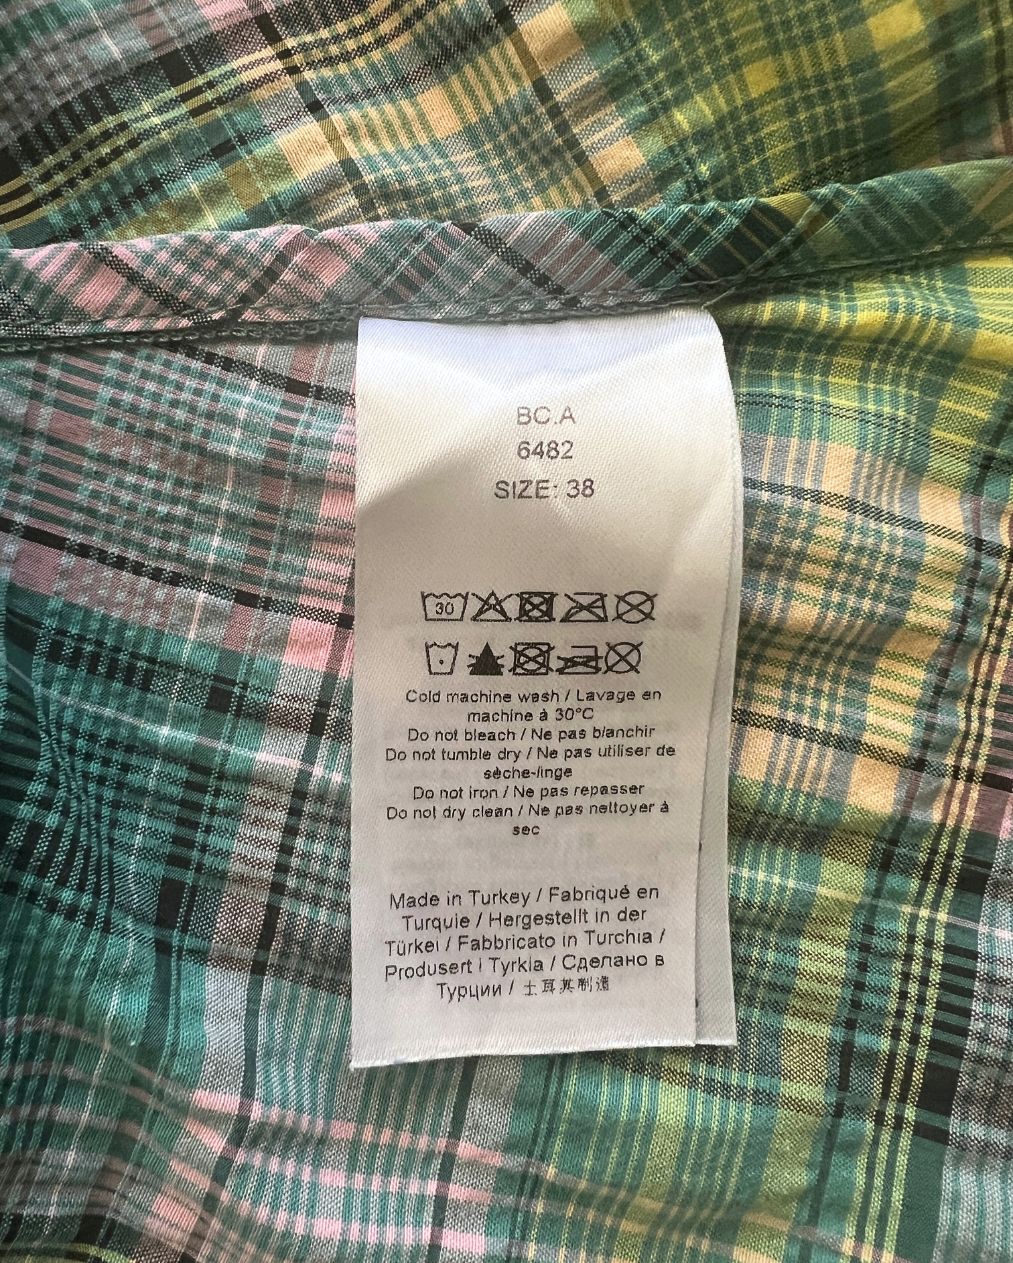 BC.A
6482
SIZE: 38
30
Cold machine wash / Lavage en
machine à 30°C
Do not bleach / Ne pas blanchir
Do not tumble dry / Ne pas utiliser de
sèche-linge
Do not iron / Ne pas repasser
Do not dry clean / Ne pas nettoyer à
sec
Made in Turkey / Fabriqué en
Turquie / Hergestellt in der
Türkei / Fabbricato in Turchia /
Produsert i Tyrkia / Сделано в
Турции / 土耳其制造